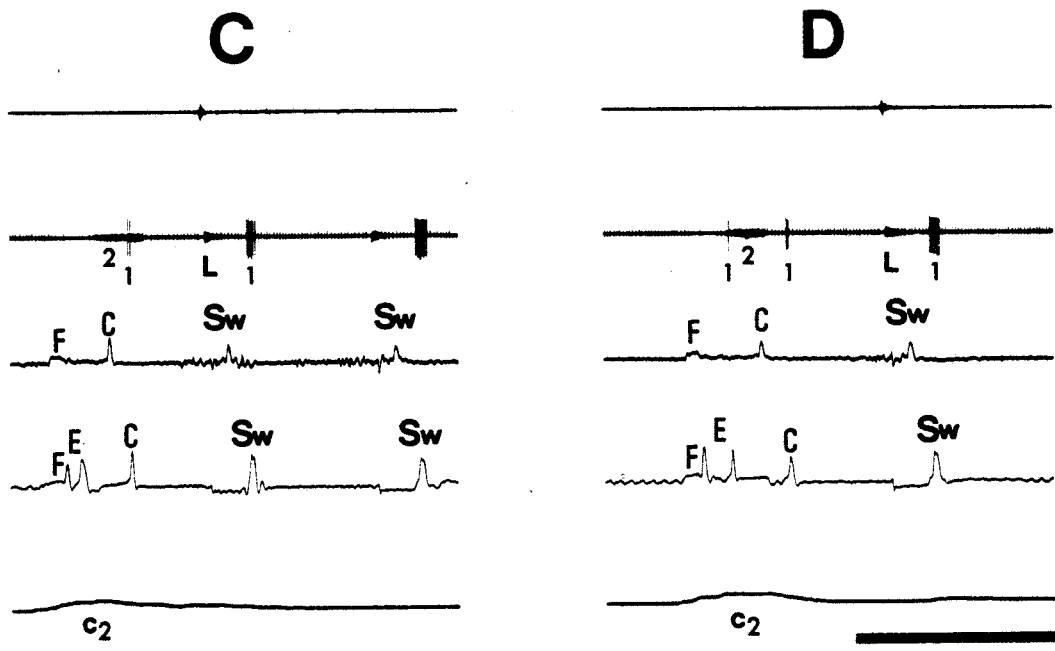 C D
2 1 L 1 1 2 1 L 1
F C Sw Sw F C Sw
F E C Sw Sw F E C Sw
c2 c2